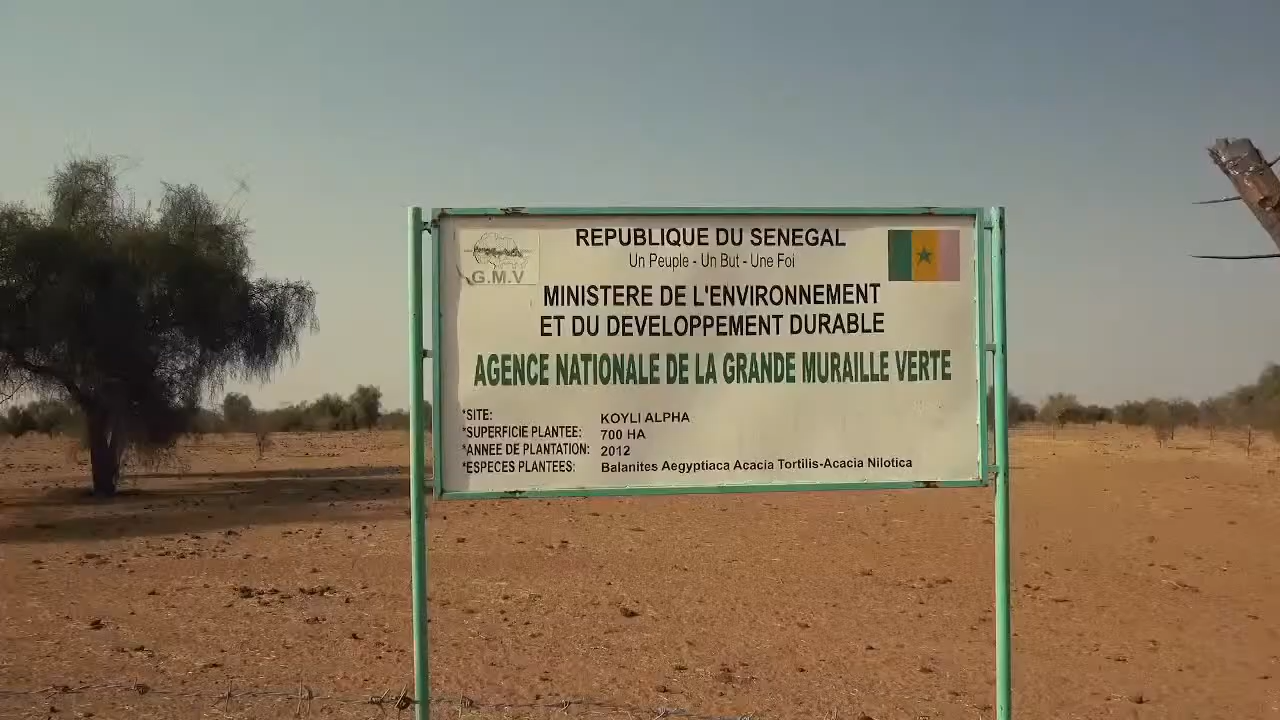 G.M.V
REPUBLIQUE DU SENEGAL
Un Peuple - Un But - Une Foi
MINISTERE DE L'ENVIRONNEMENT
ET DU DEVELOPPEMENT DURABLE
AGENCE NATIONALE DE LA GRANDE MURAILLE VERTE
*SITE: KOYLI ALPHA
*SUPERFICIE PLANTEE: 700 HA
*ANNEE DE PLANTATION: 2012
*ESPECES PLANTEES: Balanites Aegyptiaca Acacia Tortilis-Acacia Nilotica